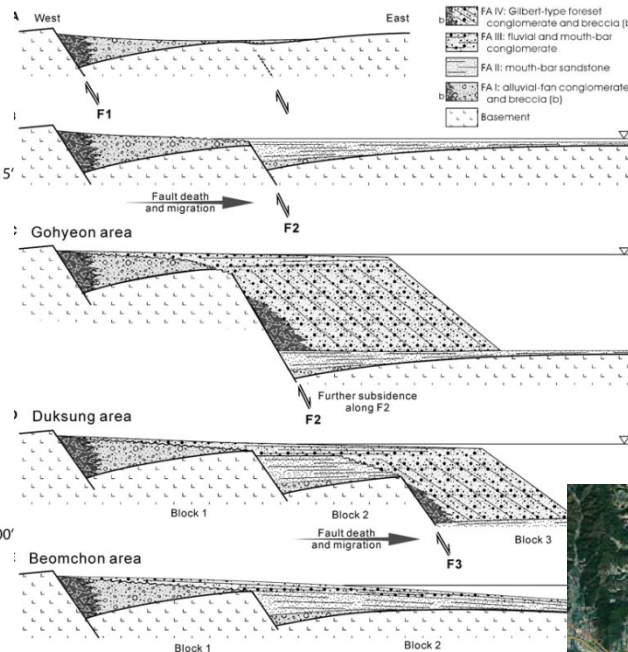 West
East
b FA IV: Gilbert-type foreset
conglomerate and breccia (b)
FA III: fluvial and mouth-bar
conglomerate
FA II: mouth-bar sandstone
b FA I: alluvial-fan conglomerate
and breccia (b)
Basement
F1
5'
Fault death
and migration
F2
Gohyeon area
Further subsidence
along F2
F2
Duksung area
Block 1
Block 2
Block 3
Fault death
and migration
F3
00'
Beomchon area
Block 1
Block 2